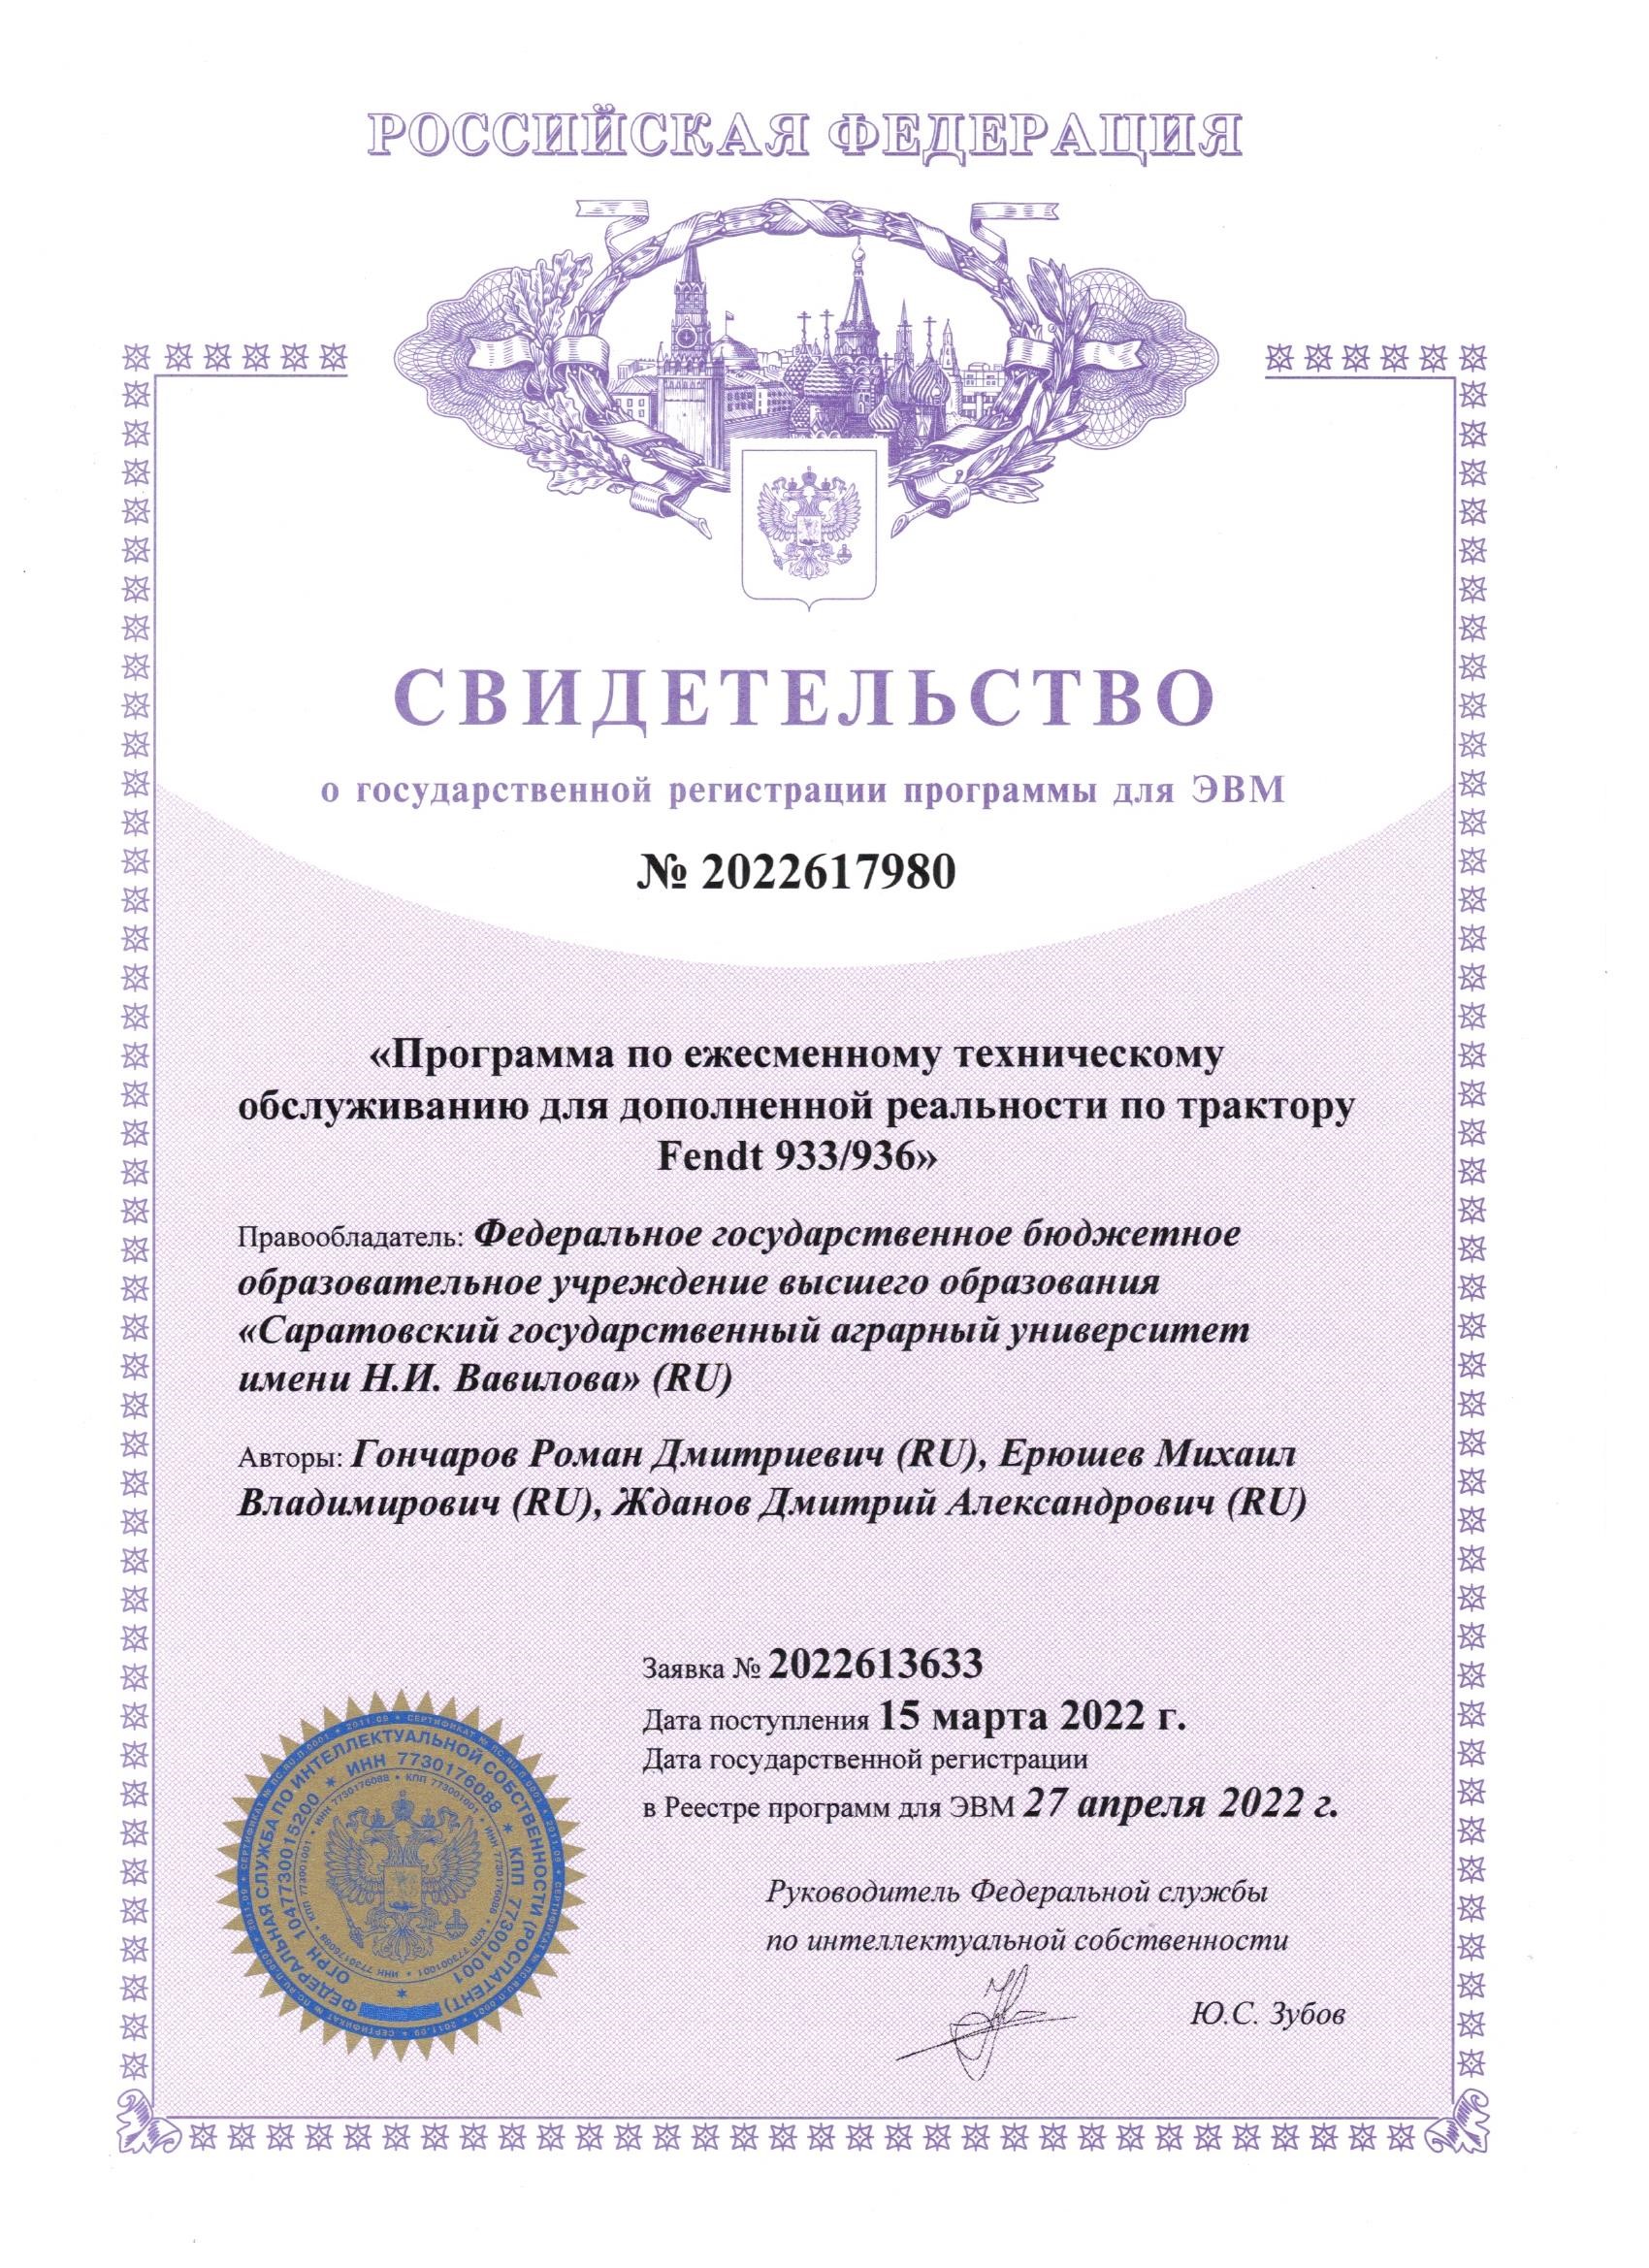 РОССИЙСКАЯ ФЕДЕРАЦИЯ
СВИДЕТЕЛЬСТВО
о государственной регистрации программы для ЭВМ
№ 2022617980
«Программа по ежесменному техническому
обслуживанию для дополненной реальности по трактору
Fendt 933/936»
Правообладатель: Федеральное государственное бюджетное
образовательное учреждение высшего образования
«Саратовский государственный аграрный университет
имени Н.И. Вавилова» (RU)
Авторы: Гончаров Роман Дмитриевич (RU), Ерюшев Михаил
Владимирович (RU), Жданов Дмитрий Александрович (RU)
Заявка № 2022613633
Дата поступления 15 марта 2022 г.
Дата государственной регистрации
в Реестре программ для ЭВМ 27 апреля 2022 г.
Руководитель Федеральной службы
по интеллектуальной собственности
Ю.С. Зубов
ФЕДЕРАЛЬНАЯ СЛУЖБА ПО ИНТЕЛЛЕКТУАЛЬНОЙ СОБСТВЕННОСТИ (РОСПАТЕНТ)
ОГРН 1047730015200 * ИНН 7730176088 * КПП 773001001